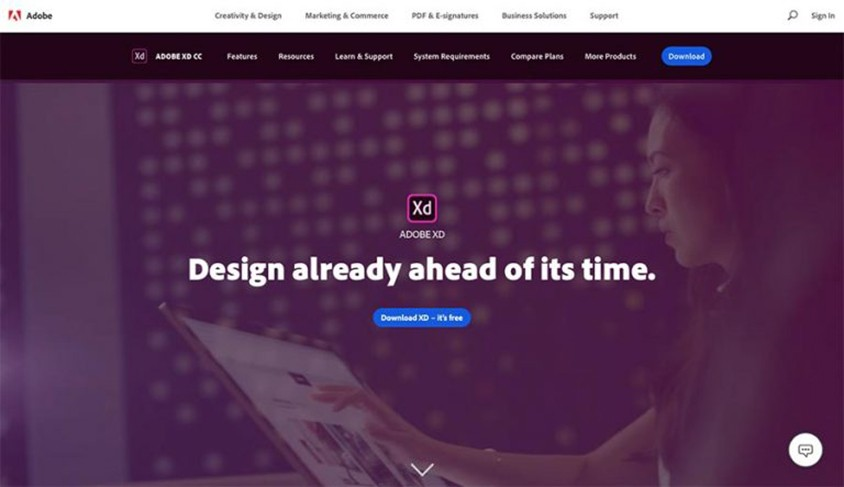 Adobe
Creativity & Design
Marketing & Commerce
PDF & E-signatures
Business Solutions
Support
Sign In
Xd
ADOBE XD CC
Features
Resources
Learn & Support
System Requirements
Compare Plans
More Products
Download
Xd
ADOBE XD
Design already ahead of its time.
Download XD – it's free